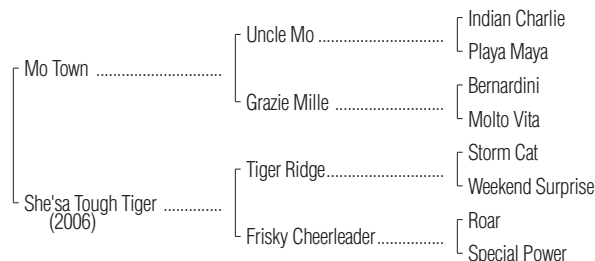 Indian Charlie
Uncle Mo ................................
Playa Maya
Mo Town ................................
Bernardini
Grazie Mille ...........................
Molto Vita
Storm Cat
Tiger Ridge..............................
Weekend Surprise
She'sa Tough Tiger ...............
(2006)
Roar
Frisky Cheerleader.................
Special Power